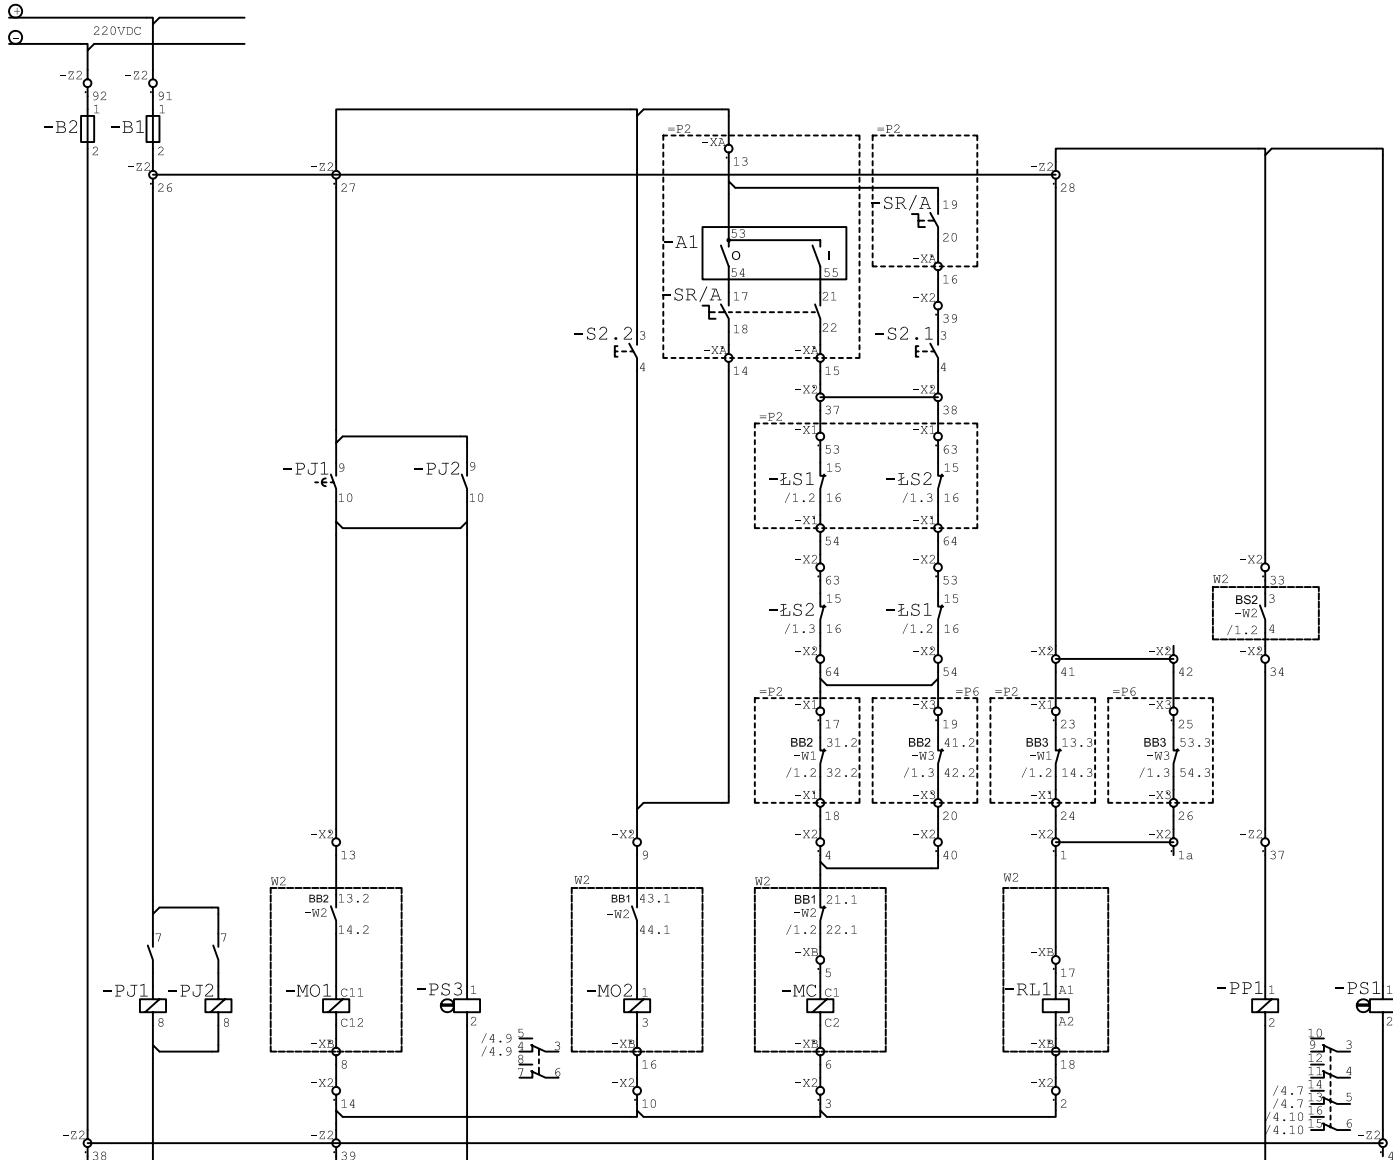 +
-
220VDC
-Z2
-Z2
92
91
1
1
-B2
-B1
2
2
=P2
=P2
-XA
13
-Z2
26
-Z2
27
-Z2
28
-SR/A
19
20
53
-A1
O
I
54
55
-XA
16
-SR/A
17
21
-X2
39
18
22
-S2.2
3
4
-S2.1
3
4
-XA
14
-XA
15
-X2
37
-X2
38
=P2
-X1
53
-X1
63
-PJ1
9
10
-PJ2
9
10
-ŁS1
15
/1.2
16
-ŁS2
15
/1.3
16
-X1
54
-X1
64
-X2
63
-X2
53
-X2
33
W2
BS2
3
-W2
/1.2
4
-ŁS2
15
/1.3
16
-ŁS1
15
/1.2
16
-X2
64
-X2
54
-X2
41
-X2
42
-X2
34
=P2
=P6
=P2
=P6
-X1
17
-X3
19
-X1
23
-X3
25
BB2
31.2
-W1
/1.2
32.2
BB2
41.2
-W3
/1.3
42.2
BB3
13.3
-W1
/1.2
14.3
BB3
53.3
-W3
/1.3
54.3
-X1
18
-X3
20
-X1
24
-X3
26
-X2
13
-X2
9
-X2
4
-X2
40
-X2
1
-X2
1a
-Z2
37
W2
W2
W2
W2
BB2
13.2
-W2
14.2
BB1
43.1
-W2
44.1
BB1
21.1
-W2
/1.2
22.1
7
7
-XB
5
-XB
17
-PJ1
8
-PJ2
8
-MO1
C11
C12
-PS3
1
2
-MO2
1
3
-MC
C1
C2
-RL1
A1
A2
-PP1
1
2
-PS1
1
2
5
/4.9
4
3
/4.9
8
7
6
10
9
3
12
11
4
14
/4.7
13
5
/4.7
16
/4.10
15
6
/4.10
-XB
8
-XB
16
-XB
6
-XB
18
-X2
14
-X2
10
-X2
3
-X2
2
-Z2
38
-Z2
39
-Z2